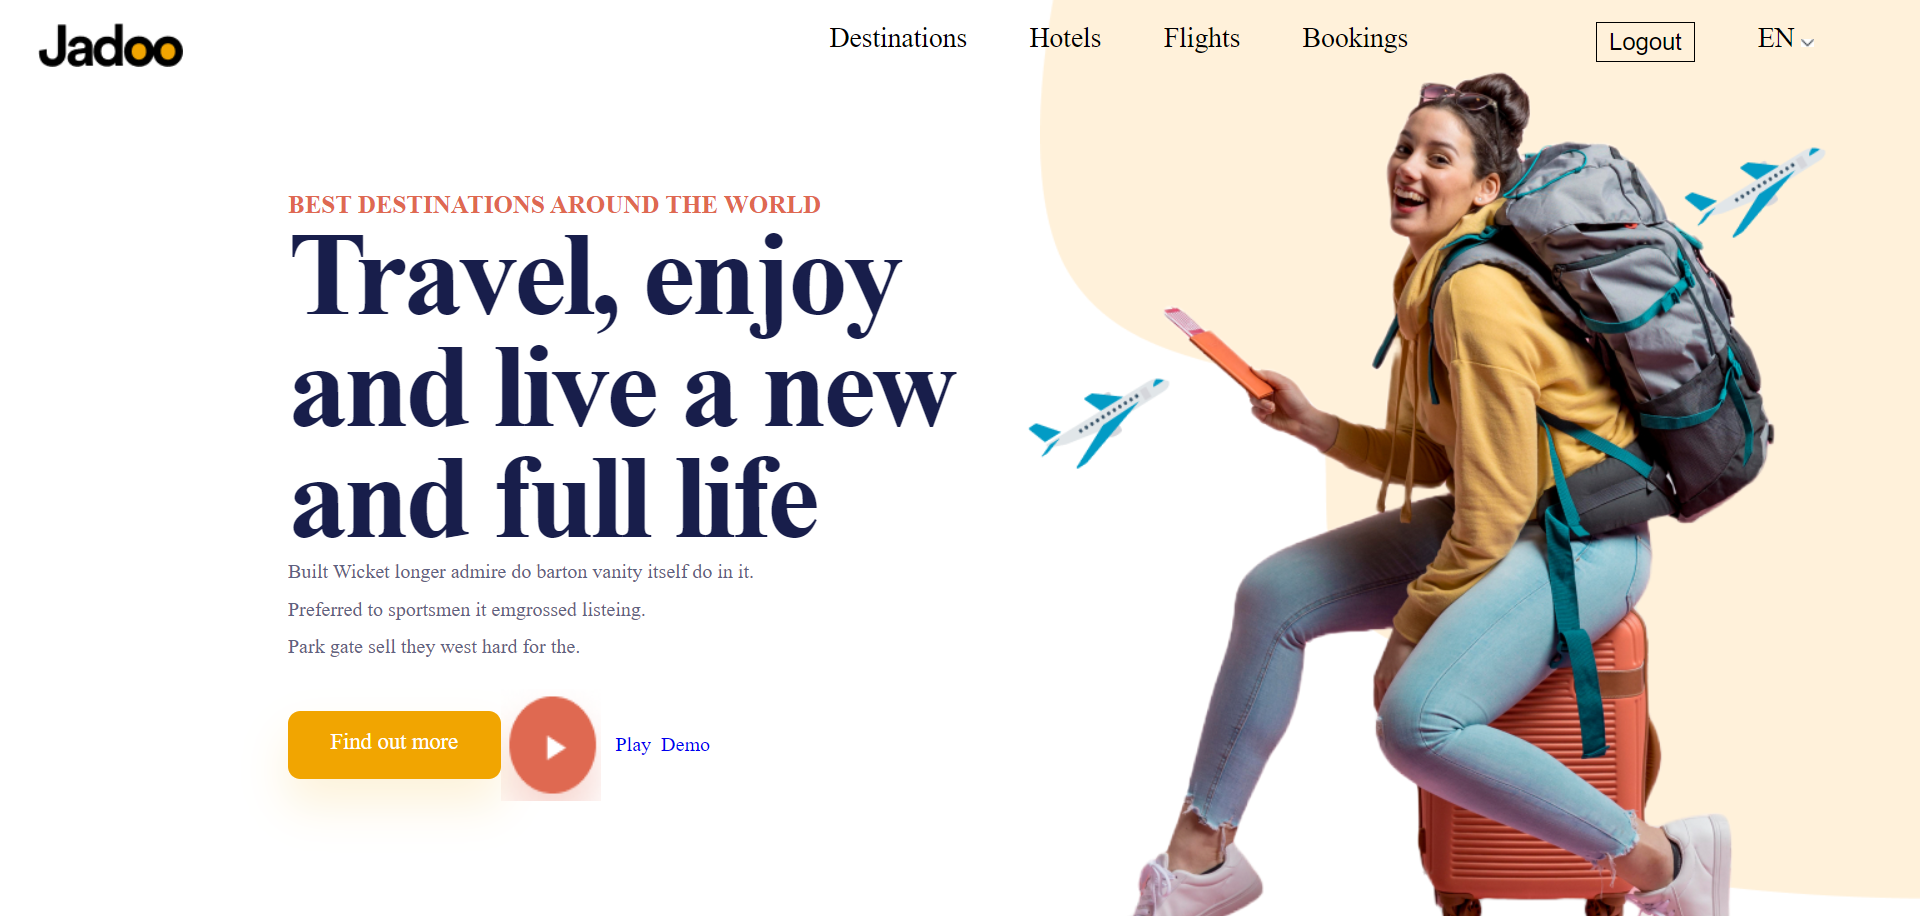 Jadoo
Destinations Hotels Flights Bookings Logout EN
BEST DESTINATIONS AROUND THE WORLD
Travel, enjoy
and live a new
and full life
Built Wicket longer admire do barton vanity itself do in it.
Preferred to sportsmen it emgrossed listeing.
Park gate sell they west hard for the.
Find out more
Play Demo